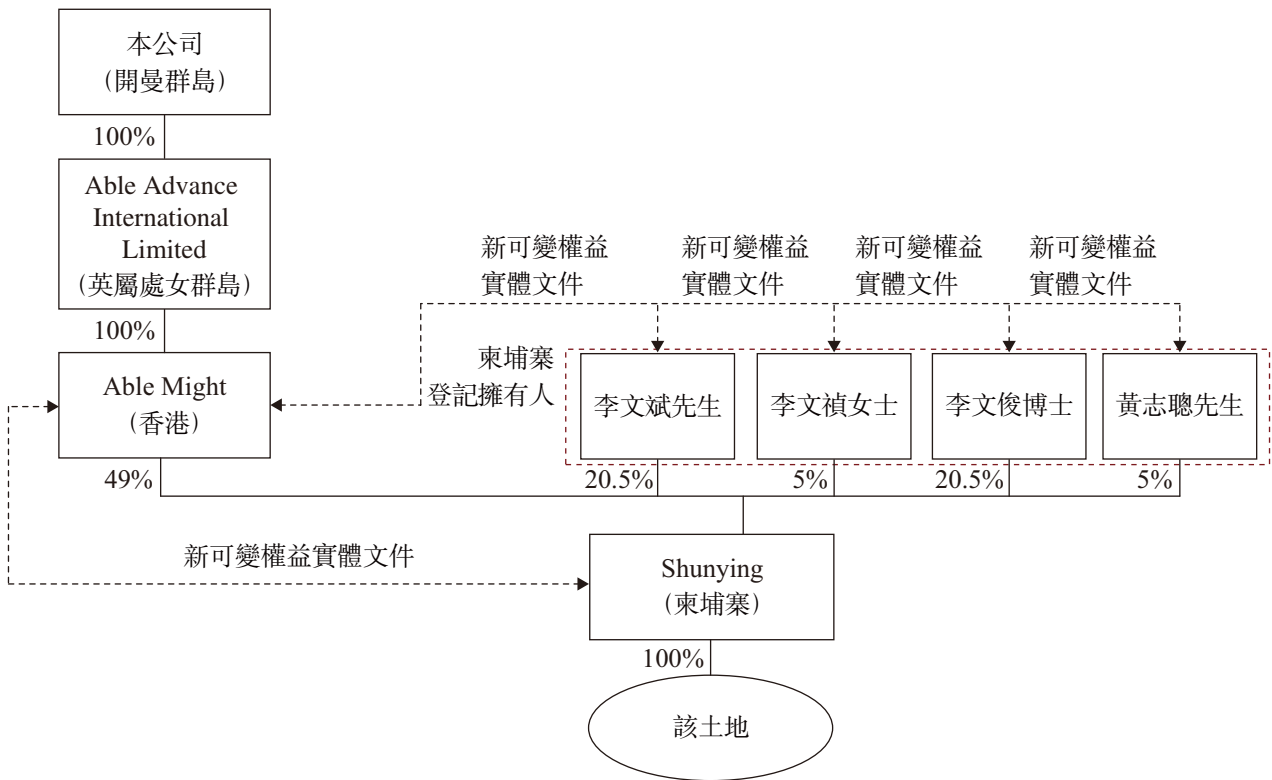 本公司
（開曼群島）
100%
Able Advance
International
Limited
（英屬處女群島）
100%
新可變權益
實體文件
新可變權益
實體文件
新可變權益
實體文件
新可變權益
實體文件
柬埔寨
登記擁有人
Able Might
（香港）
李文斌先生
李文禎女士
李文俊博士
黃志聰先生
49%
20.5%
5%
20.5%
5%
新可變權益實體文件
Shunying
（柬埔寨）
100%
該土地